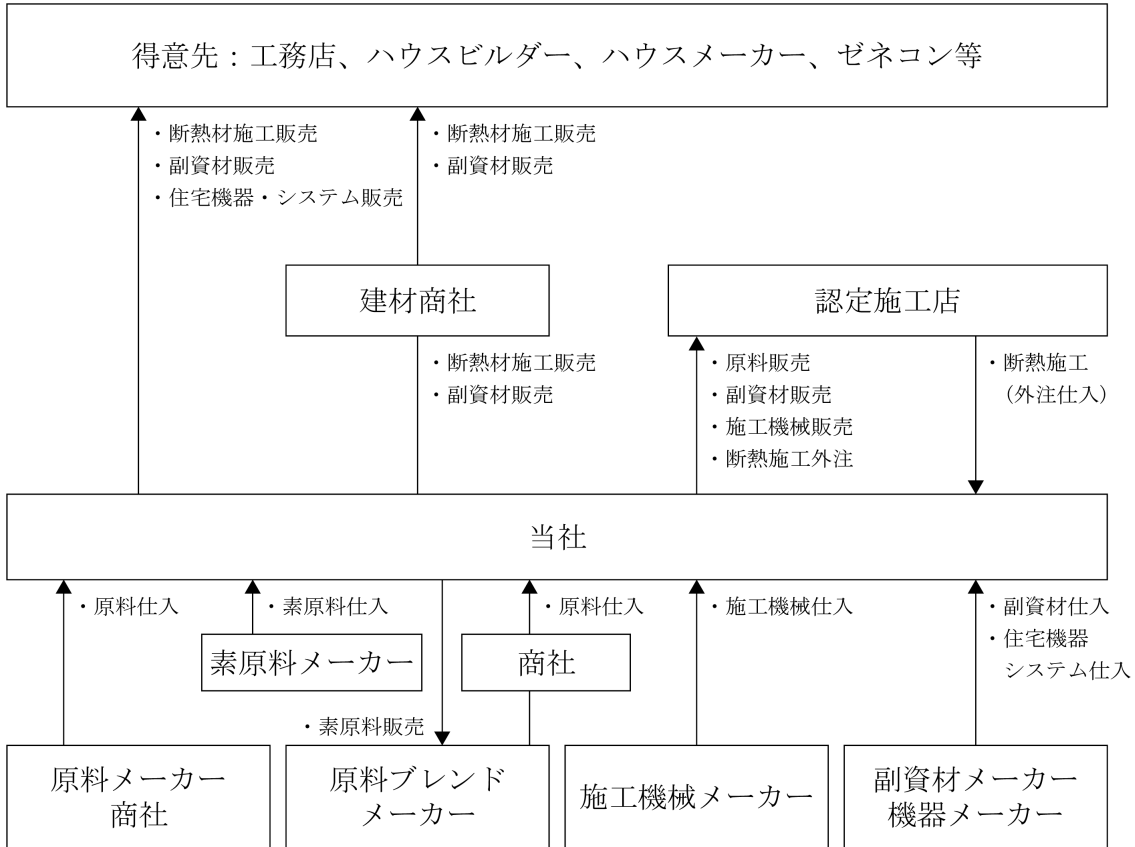 得意先：工務店、ハウスビルダー、ハウスメーカー、ゼネコン等
・断熱材施工販売
・副資材販売
・住宅機器・システム販売
・断熱材施工販売
・副資材販売
建材商社
認定施工店
・断熱材施工販売
・副資材販売
・原料販売
・副資材販売
・施工機械販売
・断熱施工外注
・断熱施工
（外注仕入）
当社
・原料仕入
・素原料仕入
・原料仕入
・施工機械仕入
・副資材仕入
・住宅機器
システム仕入
素原料メーカー
商社
・素原料販売
原料メーカー
商社
原料ブレンド
メーカー
施工機械メーカー
副資材メーカー
機器メーカー